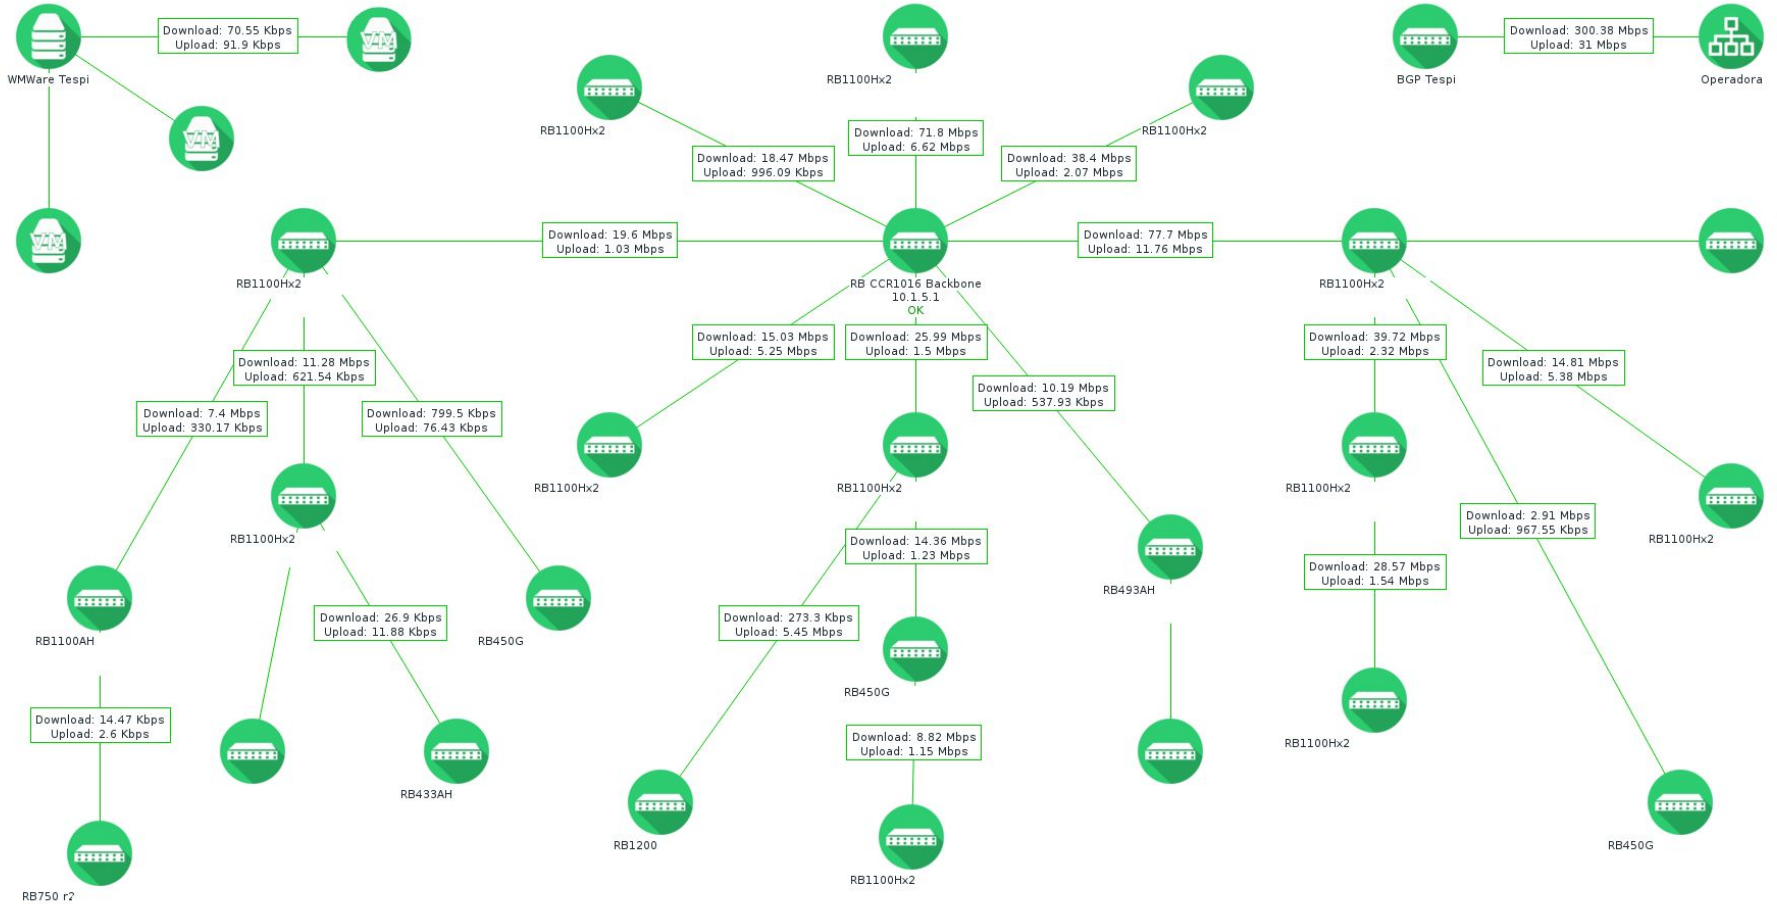 Download: 70.55 Kbps
Upload: 91.9 Kbps
WMWare Tespi
RB1100Hx2
Download: 300.38 Mbps
Upload: 31 Mbps
BGP Tespi
Operadora
RB1100Hx2
RB1100Hx2
Download: 71.8 Mbps
Upload: 6.62 Mbps
Download: 18.47 Mbps
Upload: 996.09 Kbps
Download: 38.4 Mbps
Upload: 2.07 Mbps
VM
VM
VM
Download: 19.6 Mbps
Upload: 1.03 Mbps
Download: 77.7 Mbps
Upload: 11.76 Mbps
RB1100Hx2
RB CCR1016 Backbone
10.1.5.1
OK
RB1100Hx2
Download: 15.03 Mbps
Upload: 5.25 Mbps
Download: 25.99 Mbps
Upload: 1.5 Mbps
Download: 39.72 Mbps
Upload: 2.32 Mbps
Download: 11.28 Mbps
Upload: 621.54 Kbps
Download: 14.81 Mbps
Upload: 5.38 Mbps
Download: 10.19 Mbps
Upload: 537.93 Kbps
Download: 7.4 Mbps
Upload: 330.17 Kbps
Download: 799.5 Kbps
Upload: 76.43 Kbps
RB1100Hx2
RB1100Hx2
RB1100Hx2
Download: 2.91 Mbps
Upload: 967.55 Kbps
RB1100Hx2
RB1100Hx2
Download: 14.36 Mbps
Upload: 1.23 Mbps
Download: 28.57 Mbps
Upload: 1.54 Mbps
RB493AH
Download: 26.9 Kbps
Upload: 11.88 Kbps
Download: 273.3 Kbps
Upload: 5.45 Mbps
RB1100AH
RB450G
RB450G
Download: 14.47 Kbps
Upload: 2.6 Kbps
Download: 8.82 Mbps
Upload: 1.15 Mbps
RB1100Hx2
RB433AH
RB1200
RB450G
RB1100Hx2
RB750 r2